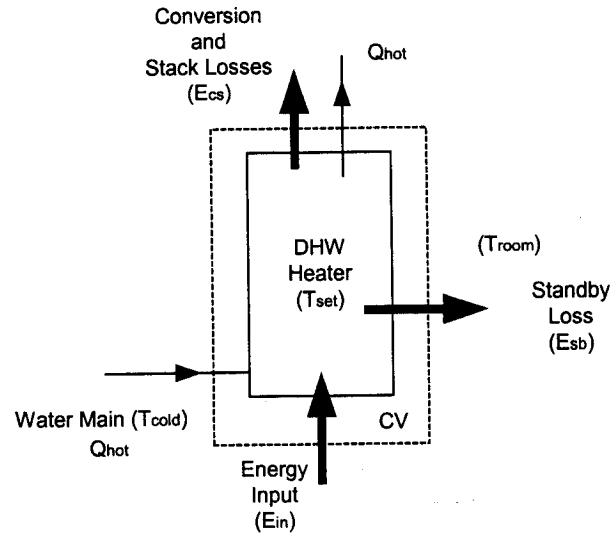 Conversion
and
Stack Losses
(Ecs)
Qhot
DHW
Heater
(Tset)
(Troom)
Standby
Loss
(Esb)
Water Main (Tcold)
Qhot
CV
Energy
Input
(Ein)